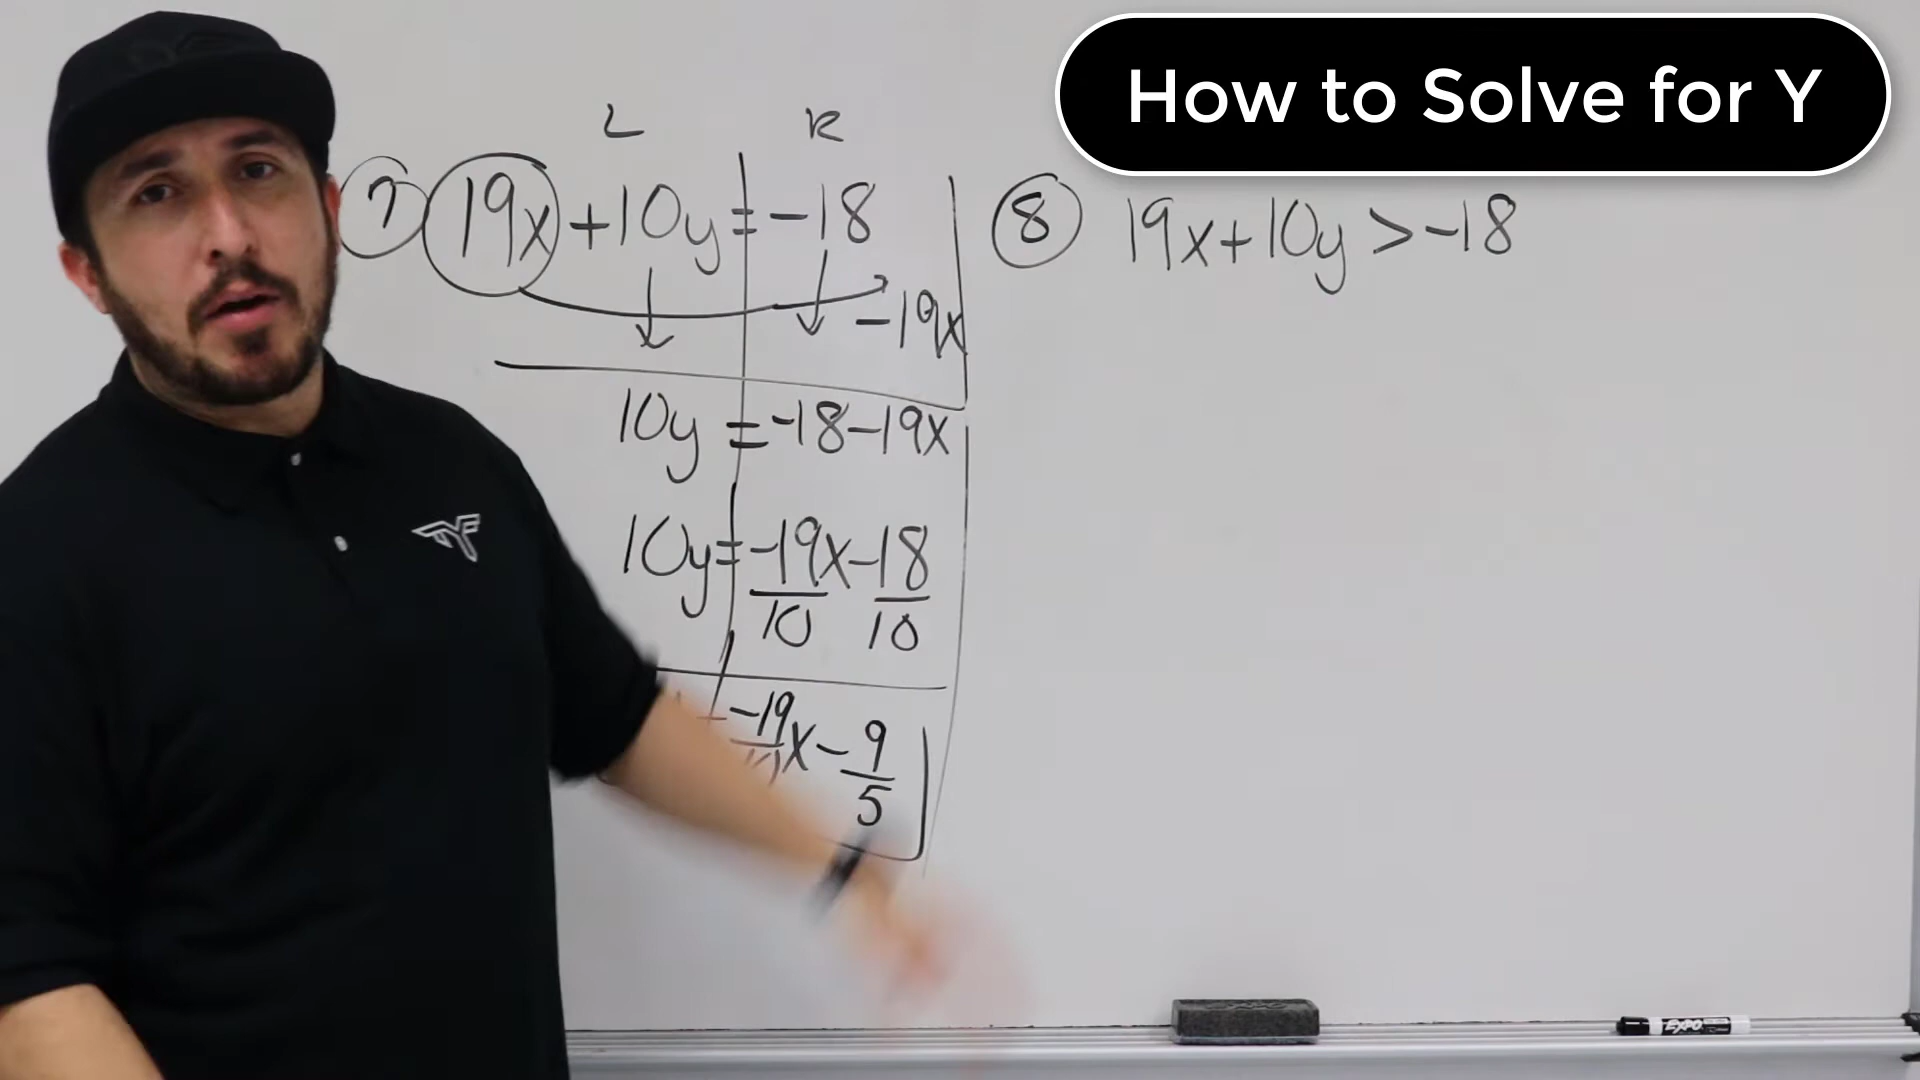 How to Solve for Y
L R
7 19x + 10y = -18
-19x
10y = -18 - 19x
10y = -19x - 18
10 10
-19x - 9
5
8 19x + 10y > -18
EXPO